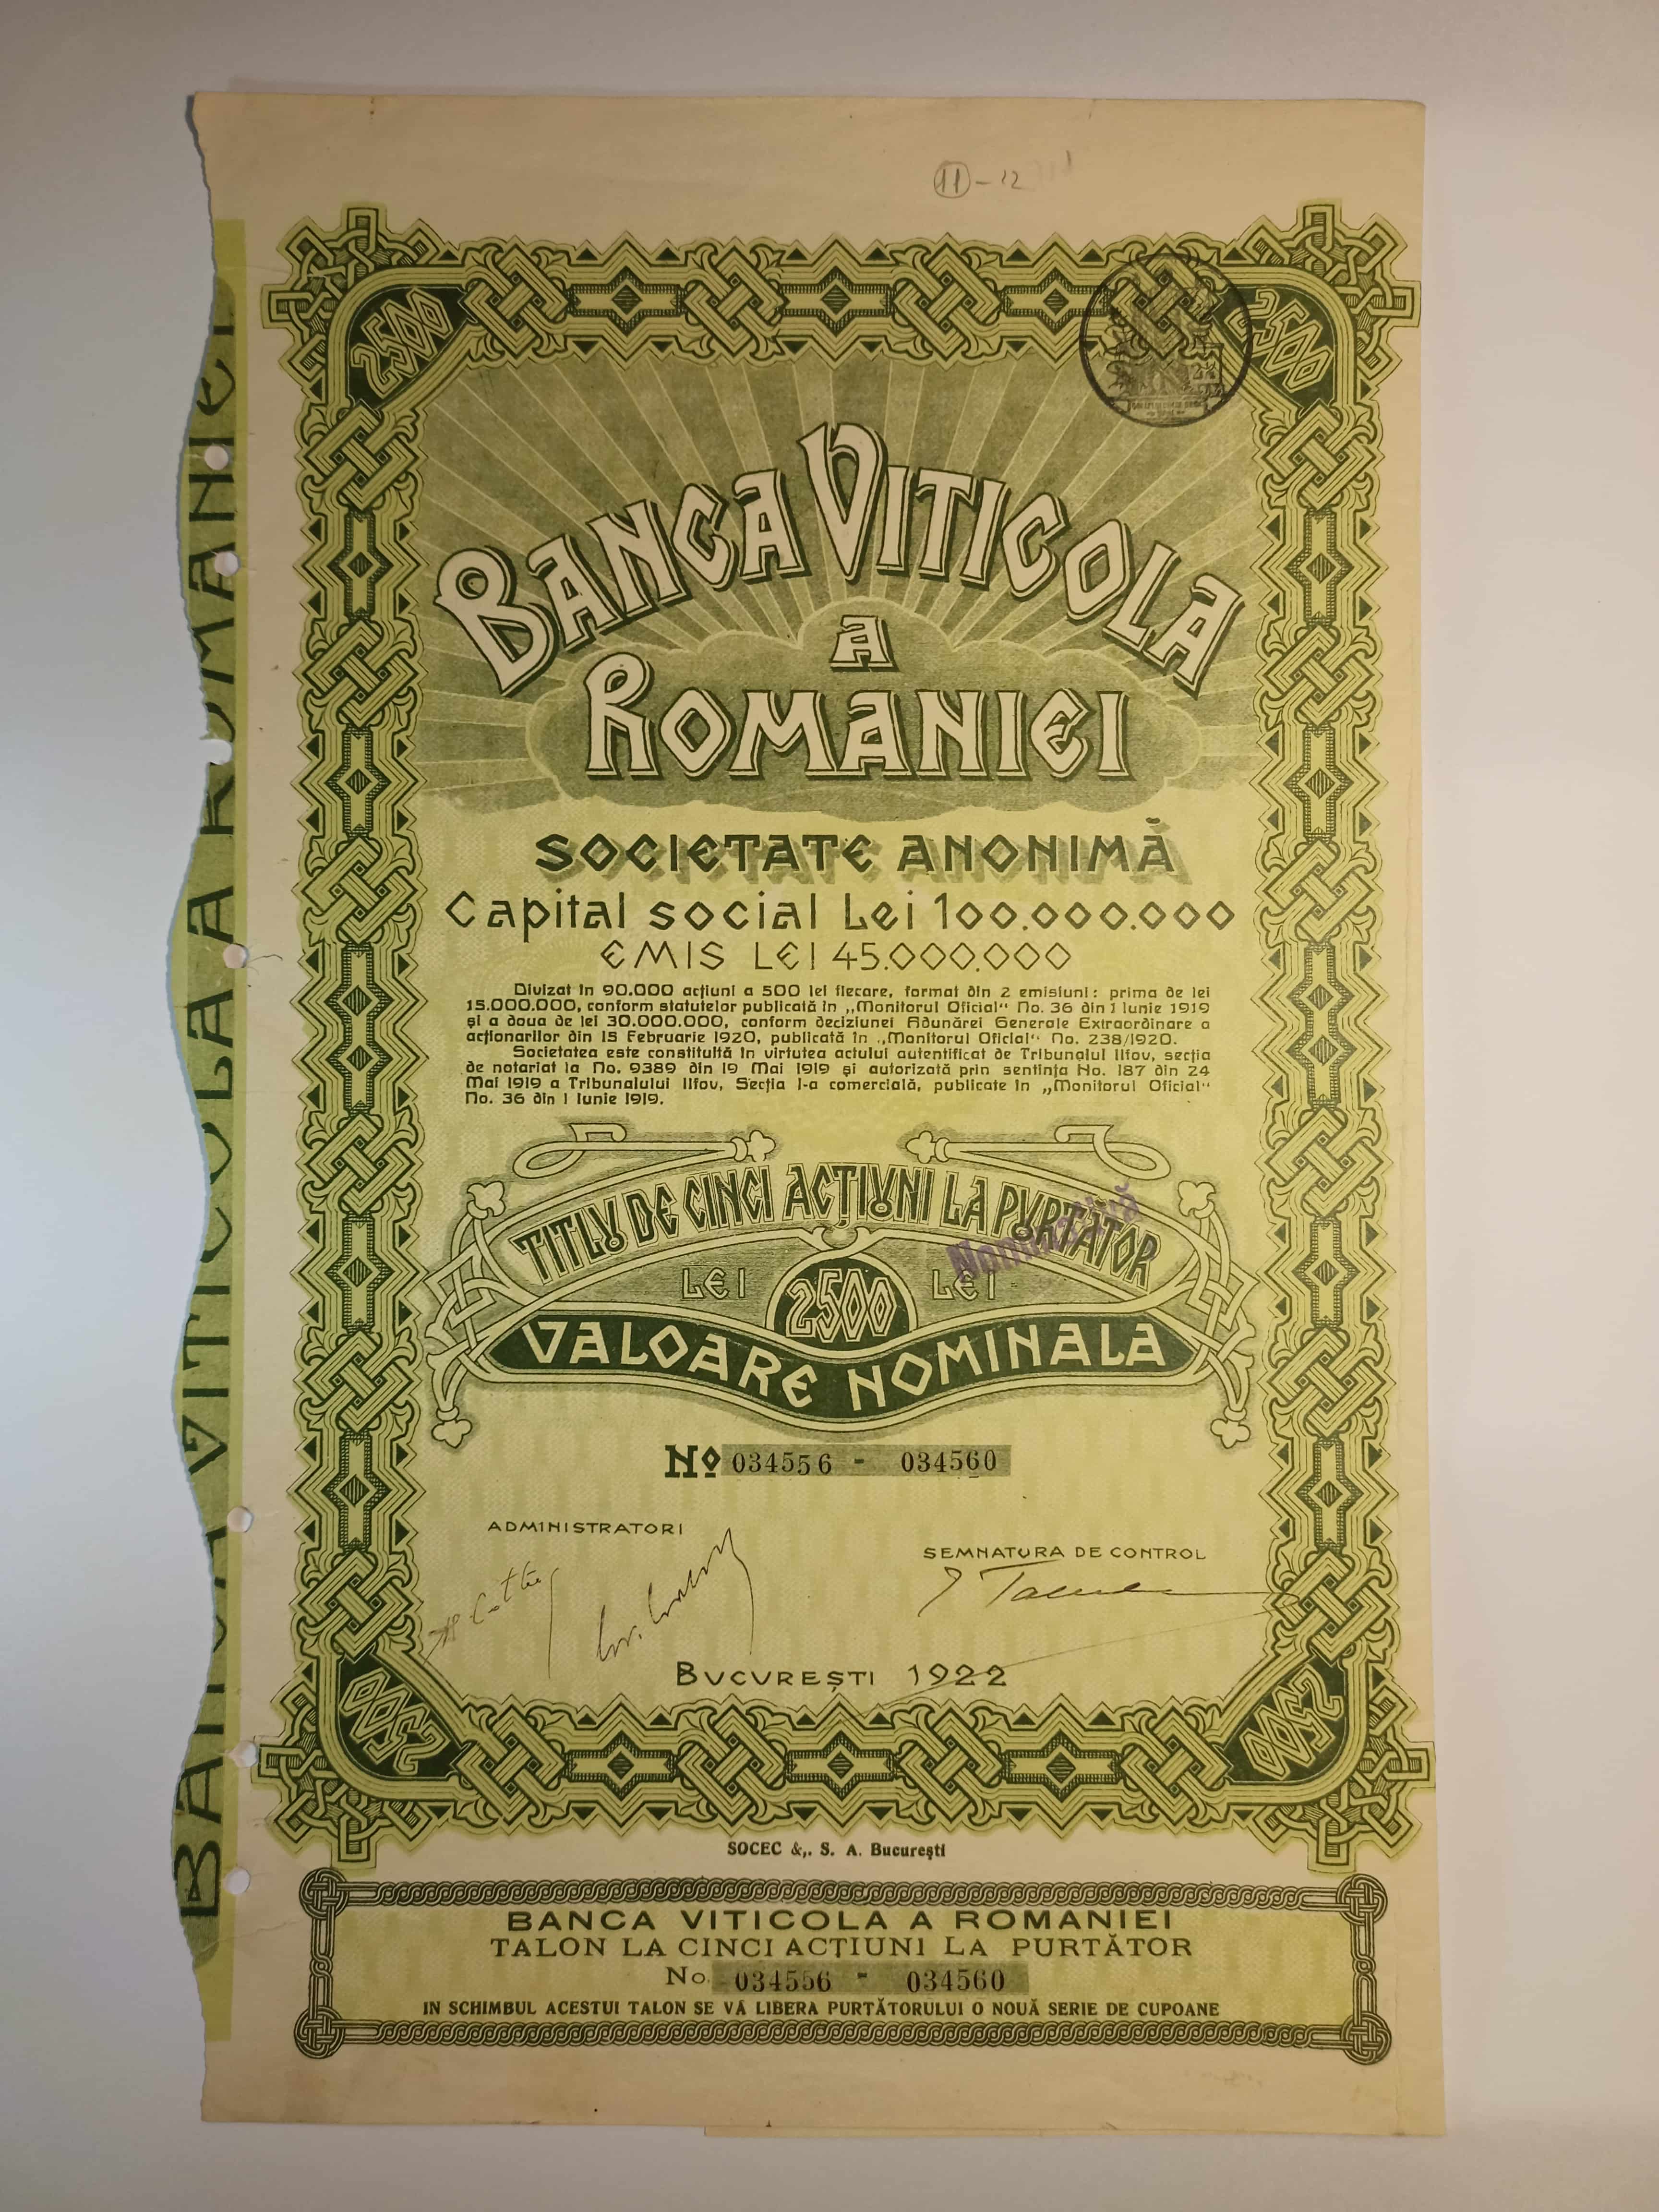 11 - 12
2500 2500
BANCA VITICOLA
A
ROMANIEI
SOCIETATE ANONIMĂ
Capital social Lei 100.000.000
EMIS LEI 45.000.000
Divizat în 90.000 acțiuni a 500 lei fiecare, format din 2 emisiuni: prima de lei
15.000.000, conform statutelor publicată în „Monitorul Oficial“ No. 36 din 1 Iunie 1919
și a doua de lei 30.000.000, conform deciziunei Adunărei Generale Extraordinare a
acționarilor din 15 Februarie 1920, publicată în „Monitorul Oficial“ No. 238/1920.
Societatea este constituită în virtutea actului autentificat de Tribunalul Ilfov, secția
de notariat la No. 9389 din 19 Mai 1919 și autorizată prin sentința No. 187 din 24
Mai 1919 a Tribunalului Ilfov, Secția I-a comercială, publicate în „Monitorul Oficial“
No. 36 din 1 Iunie 1919.
TITLU DE CINCI ACȚIUNI LA PURTĂTOR
Nominativă
LEI 2500 LEI
VALOARE NOMINALA
No 034556 - 034560
ADMINISTRATORI
SEMNATURA DE CONTROL
BUCUREȘTI 1922
2500 2500
SOCEC &,. S. A. București
BANCA VITICOLA A ROMANIEI
TALON LA CINCI ACȚIUNI LA PURTĂTOR
No. 034556 - 034560
IN SCHIMBUL ACESTUI TALON SE VA LIBERA PURTĂTORULUI O NOUĂ SERIE DE CUPOANE
BANCA VITICOLA A ROMANIEI